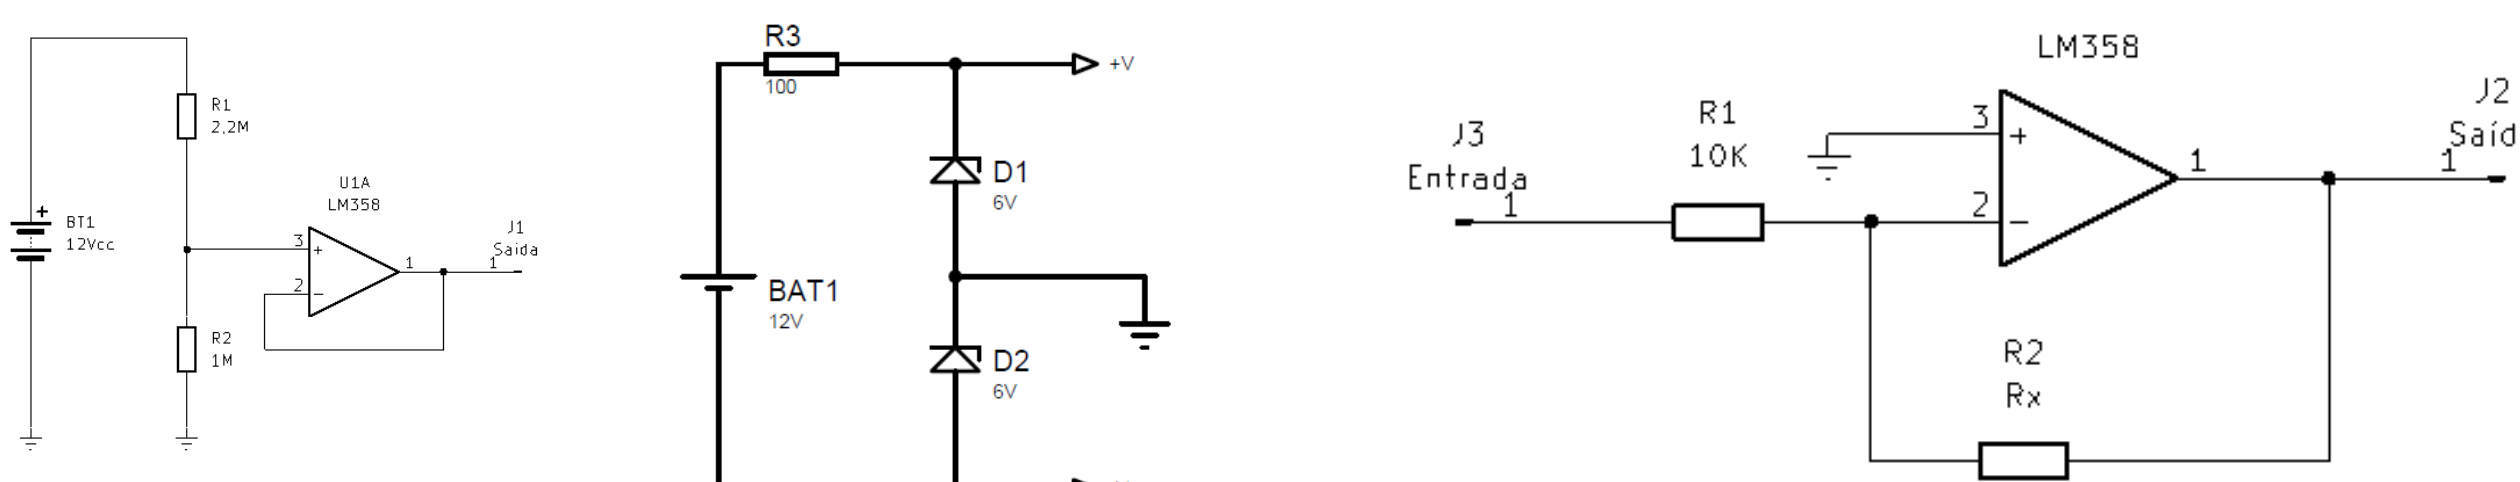 R1
2,2M
U1A
LM358
3
+
2
-
1
+
BT1
12Vcc
J1
Saída
1
R2
1M
R3
100
+V
D1
6V
BAT1
12V
D2
6V
LM358
R1
10K
J3
Entrada
1
3
+
2
-
1
J2
Saíd
1
R2
Rx